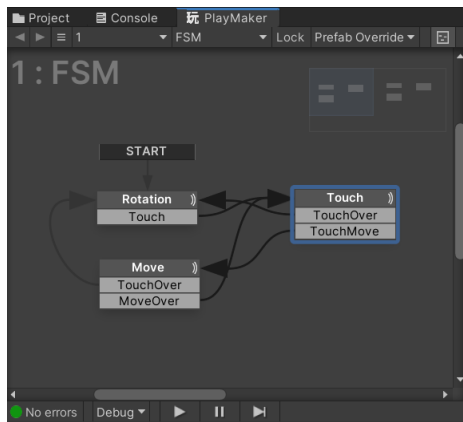 Project Console 玩 PlayMaker
1 FSM Lock Prefab Override
1 : FSM
START
Rotation
Touch
Touch
TouchOver
TouchMove
Move
TouchOver
MoveOver
No errors Debug